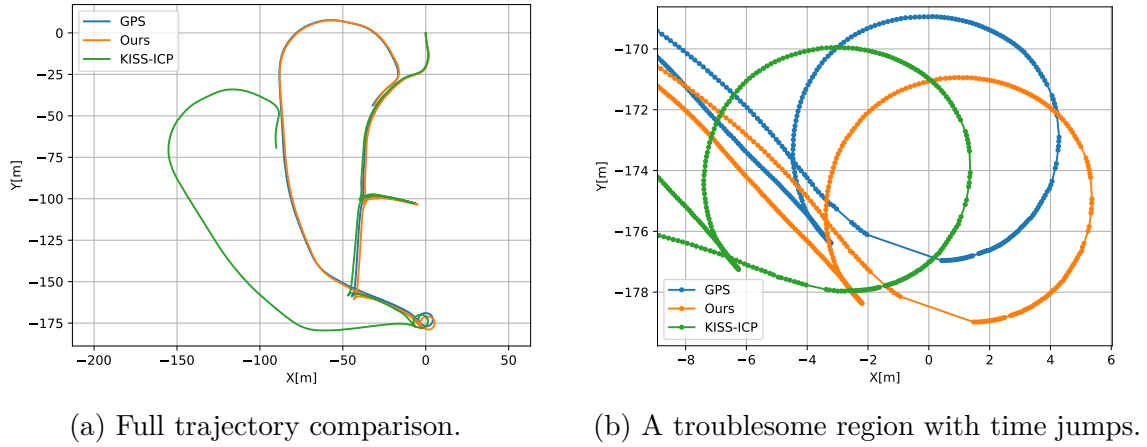 GPS
Ours
KISS-ICP
0
−25
−50
−75
−100
−125
−150
−175
Y[m]
−200
−150
−100
−50
0
50
X[m]
(a) Full trajectory comparison.
−170
−172
−174
−176
−178
Y[m]
GPS
Ours
KISS-ICP
−8
−6
−4
−2
0
2
4
6
X[m]
(b) A troublesome region with time jumps.